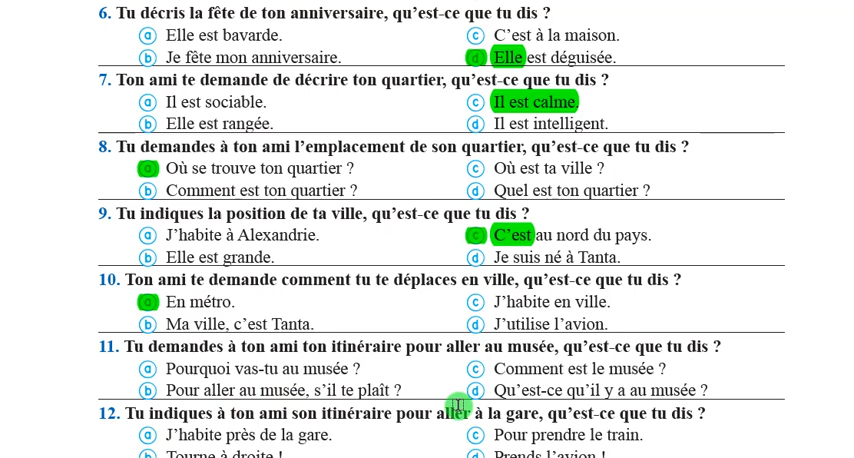 6. Tu décris la fête de ton anniversaire, qu'est-ce que tu dis ?
ⓐ Elle est bavarde. ⓒ C'est à la maison.
ⓑ Je fête mon anniversaire. ⓓ Elle est déguisée.
7. Ton ami te demande de décrire ton quartier, qu'est-ce que tu dis ?
ⓐ Il est sociable. ⓒ Il est calme.
ⓑ Elle est rangée. ⓓ Il est intelligent.
8. Tu demandes à ton ami l'emplacement de son quartier, qu'est-ce que tu dis ?
ⓐ Où se trouve ton quartier ? ⓒ Où est ta ville ?
ⓑ Comment est ton quartier ? ⓓ Quel est ton quartier ?
9. Tu indiques la position de ta ville, qu'est-ce que tu dis ?
ⓐ J'habite à Alexandrie. ⓒ C'est au nord du pays.
ⓑ Elle est grande. ⓓ Je suis né à Tanta.
10. Ton ami te demande comment tu te déplaces en ville, qu'est-ce que tu dis ?
ⓐ En métro. ⓒ J'habite en ville.
ⓑ Ma ville, c'est Tanta. ⓓ J'utilise l'avion.
11. Tu demandes à ton ami ton itinéraire pour aller au musée, qu'est-ce que tu dis ?
ⓐ Pourquoi vas-tu au musée ? ⓒ Comment est le musée ?
ⓑ Pour aller au musée, s'il te plaît ? ⓓ Qu'est-ce qu'il y a au musée ?
12. Tu indiques à ton ami son itinéraire pour aller à la gare, qu'est-ce que tu dis ?
ⓐ J'habite près de la gare. ⓒ Pour prendre le train.
ⓑ Tourne à droite ! ⓓ Prends l'avion !